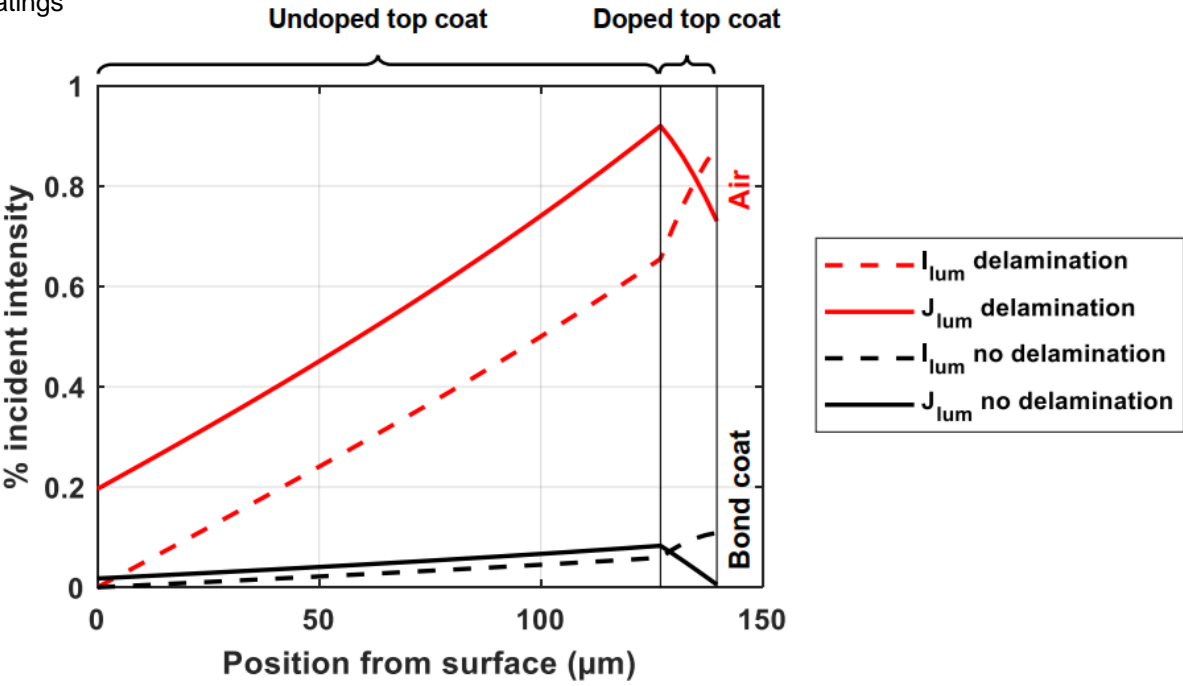 atings
Undoped top coat Doped top coat
1
0.8
0.6
0.4
0.2
0
% incident intensity
0 50 100 150
Position from surface (µm)
Air
Bond coat
I_lum delamination
J_lum delamination
I_lum no delamination
J_lum no delamination